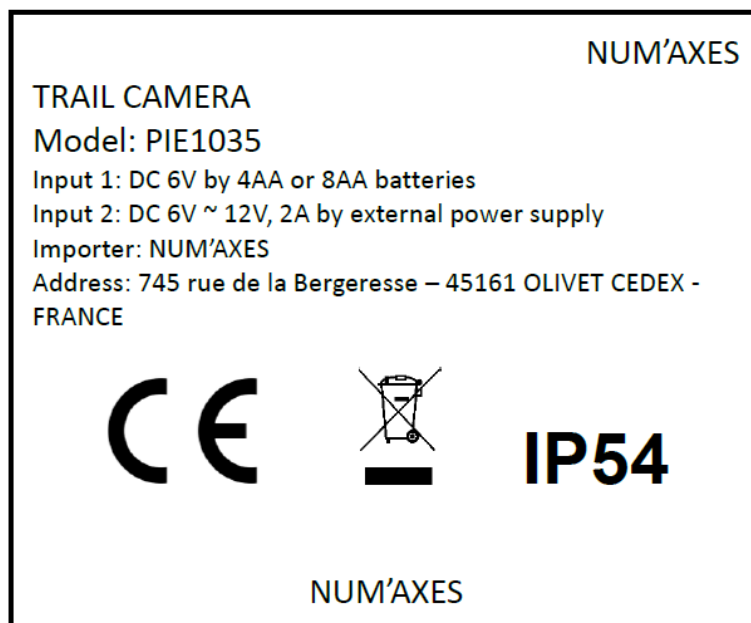 NUM'AXES
TRAIL CAMERA
Model: PIE1035
Input 1: DC 6V by 4AA or 8AA batteries
Input 2: DC 6V ~ 12V, 2A by external power supply
Importer: NUM'AXES
Address: 745 rue de la Bergeresse – 45161 OLIVET CEDEX -
FRANCE
CE
IP54
NUM'AXES